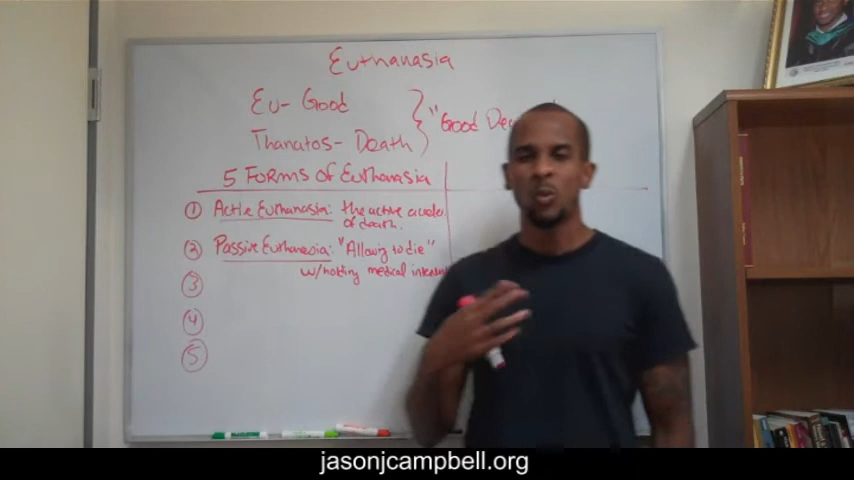 Euthanasia
Eu- Good
Thanatos- Death
"Good
5 Forms of Euthanasia
① Active Euthanasia: the active
of death.
② Passive Euthanasia: "Allowing to die"
w/holding medical
③
④
⑤
jasonjcampbell.org